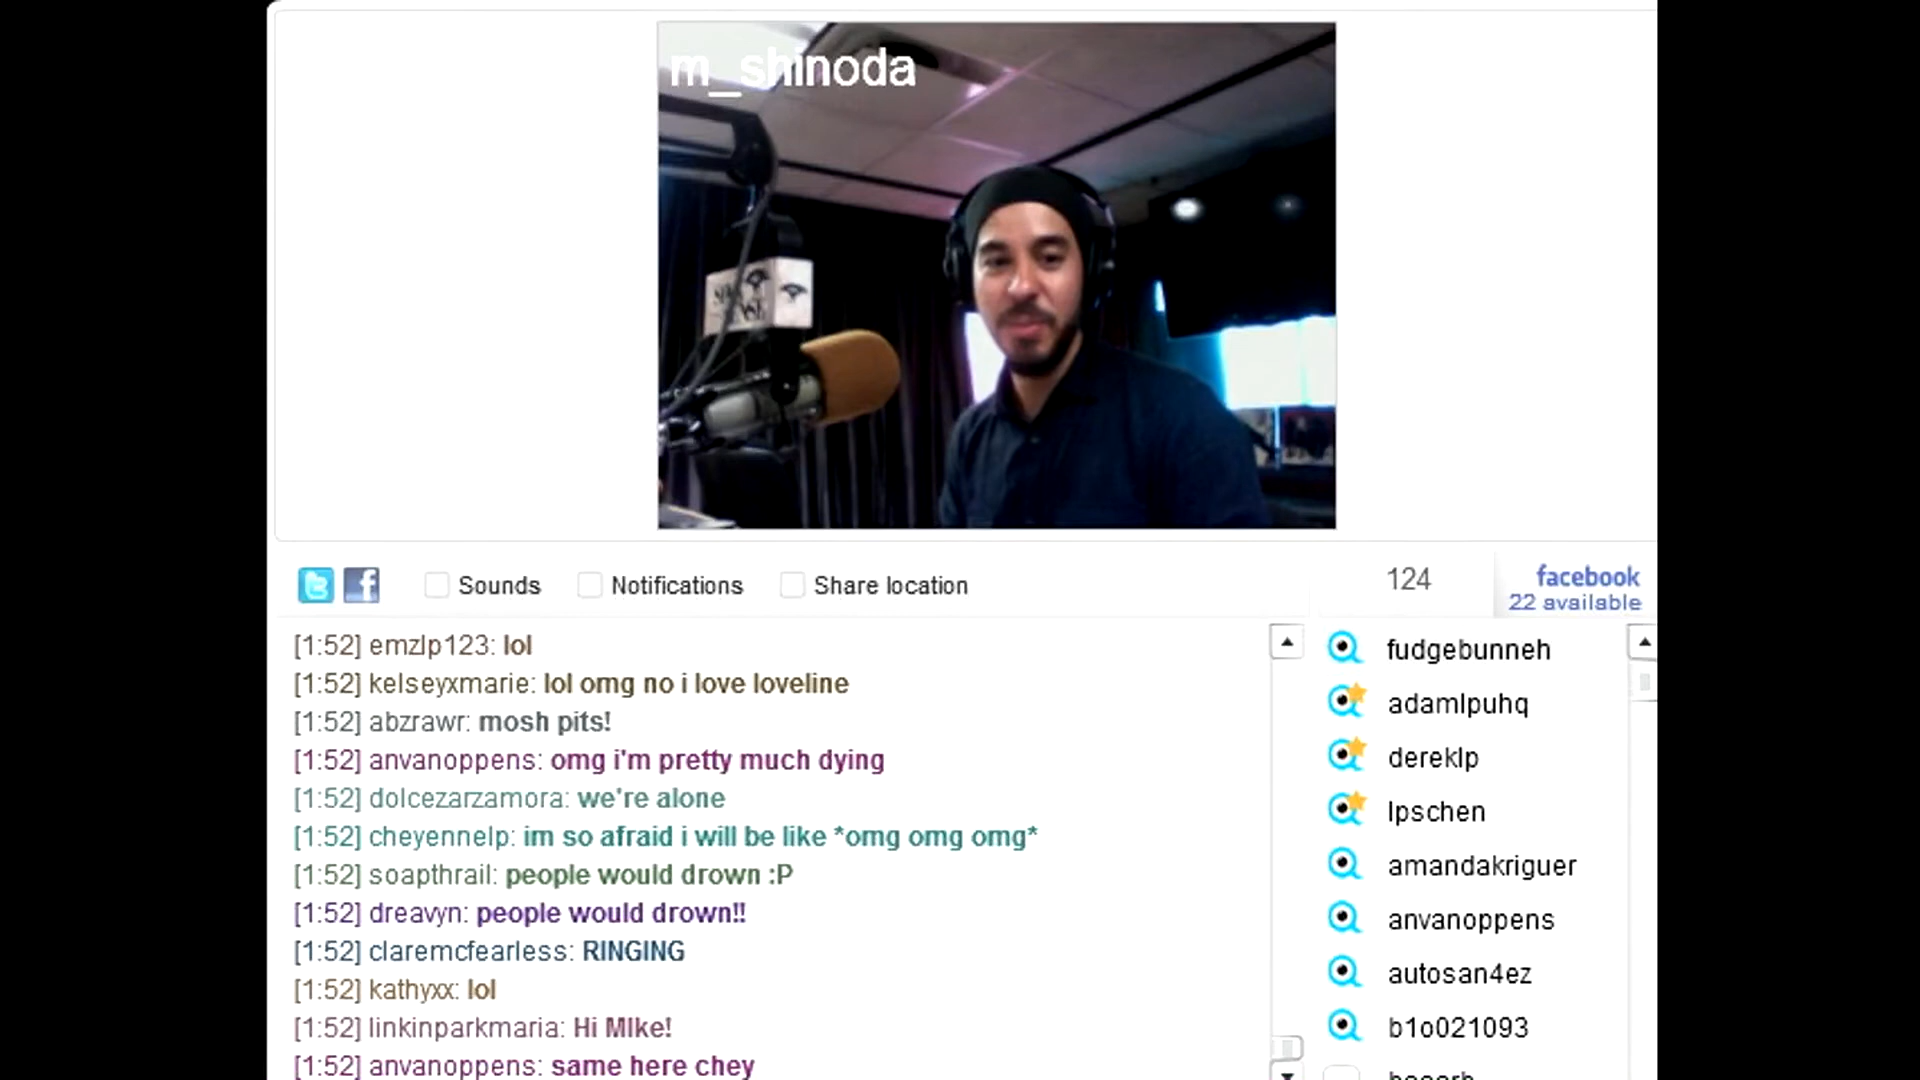 m_shinoda
Sounds Notifications Share location
124
facebook
22 available
[1:52] emzlp123: lol
[1:52] kelseyxmarie: lol omg no i love loveline
[1:52] abzrawr: mosh pits!
[1:52] anvanoppens: omg i'm pretty much dying
[1:52] dolcezarzamora: we're alone
[1:52] cheyennelp: im so afraid i will be like *omg omg omg*
[1:52] soapthrail: people would drown :P
[1:52] dreavyn: people would drown!!
[1:52] claremcfearless: RINGING
[1:52] kathyxx: lol
[1:52] linkinparkmaria: Hi MIke!
[1:52] anvanoppens: same here chey
fudgebunneh
adamlpuhq
dereklp
lpschen
amandakriguer
anvanoppens
autosan4ez
b1o021093